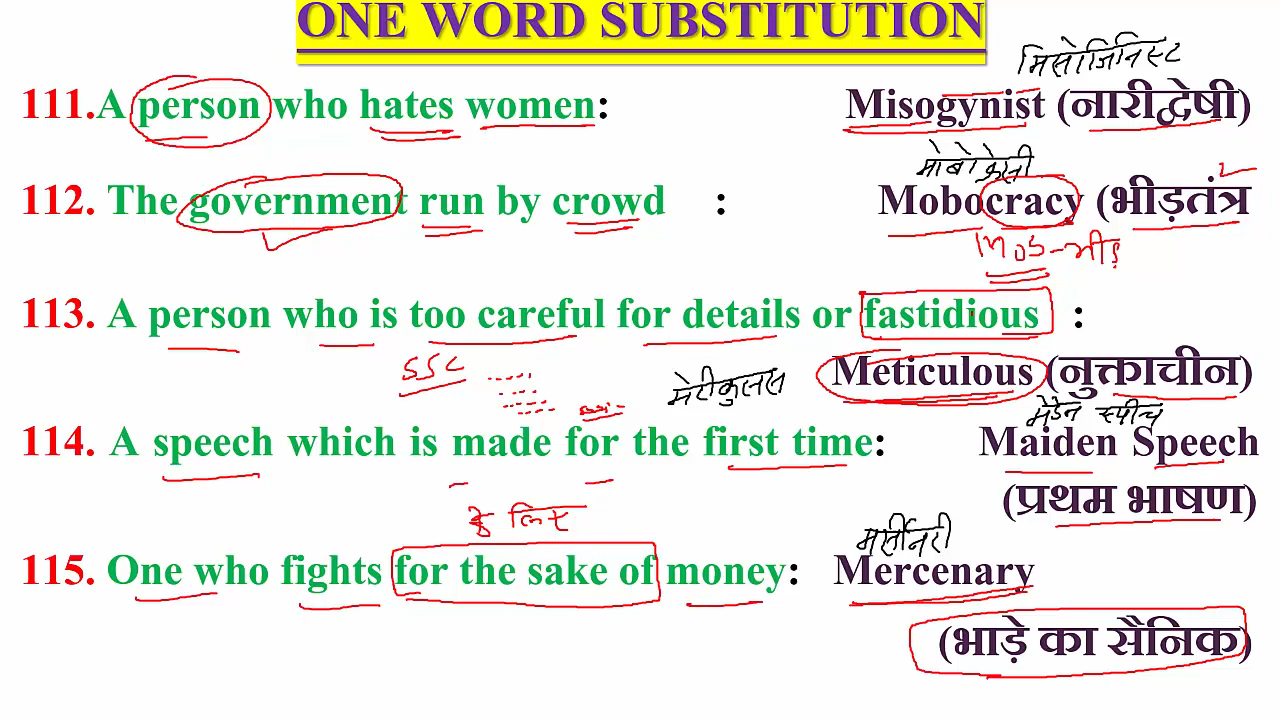 ONE WORD SUBSTITUTION
मिसोजिनिस्ट
111.A person who hates women: Misogynist (नारीद्वेषी)
मोबोक्रेसी
112. The government run by crowd : Mobocracy (भीड़तंत्र
मोब-भीड़
113. A person who is too careful for details or fastidious :
SSC
मेटीकुलस Meticulous (नुक्ताचीन)
मेडेन स्पीच
114. A speech which is made for the first time: Maiden Speech
(प्रथम भाषण)
के लिए
मर्सीनरी
115. One who fights for the sake of money: Mercenary
(भाड़े का सैनिक)